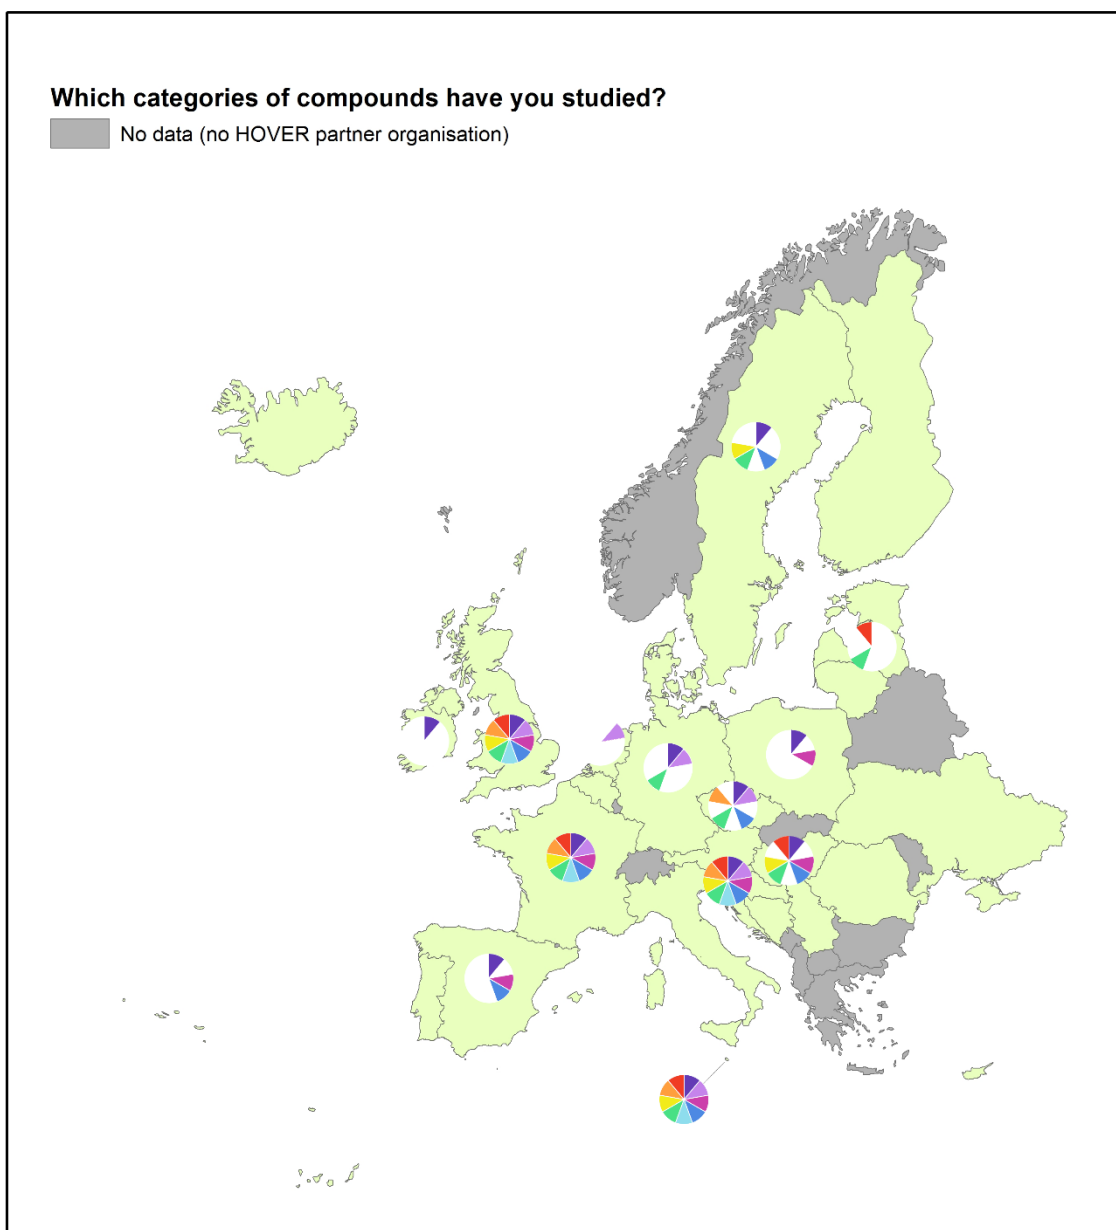 Which categories of compounds have you studied?
No data (no HOVER partner organisation)